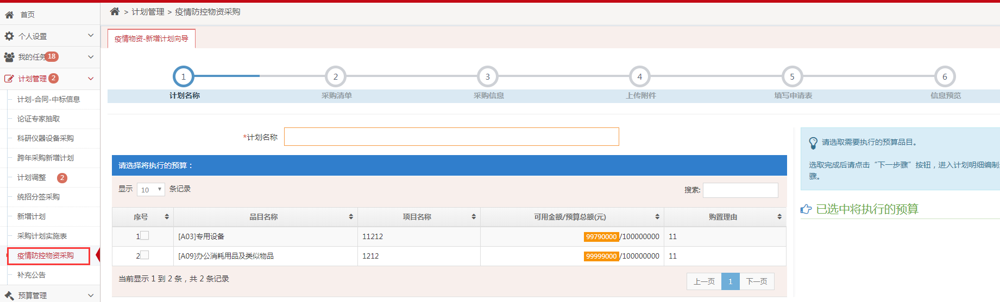 首页
个人设置
我的任务 18
计划管理 2
计划-合同-中标信息
论证专家抽取
科研仪器设备采购
跨年采购新增计划
计划调整 2
统招分签采购
新增计划
采购计划实施表
疫情防控物资采购
补充公告
预算管理
> 计划管理 > 疫情防控物资采购
疫情物资-新增计划向导
1 2 3 4 5 6
计划名称 采购清单 采购信息 上传附件 填写申请表 信息预览
*计划名称
请选择将执行的预算：
显示 10 条记录 搜索:
序号 品目名称 项目名称 可用金额/预算总额(元) 购置理由
1 [A03]专用设备 11212 99790000/100000000 11
2 [A09]办公消耗用品及类似物品 1212 99999000/100000000 11
当前显示 1 到 2 条，共 2 条记录
上一页 1 下一页
请选取需要执行的预算品目。
选取完成后请点击“下一步骤”按钮，进入计划明细编制
骤。
已选中将执行的预算